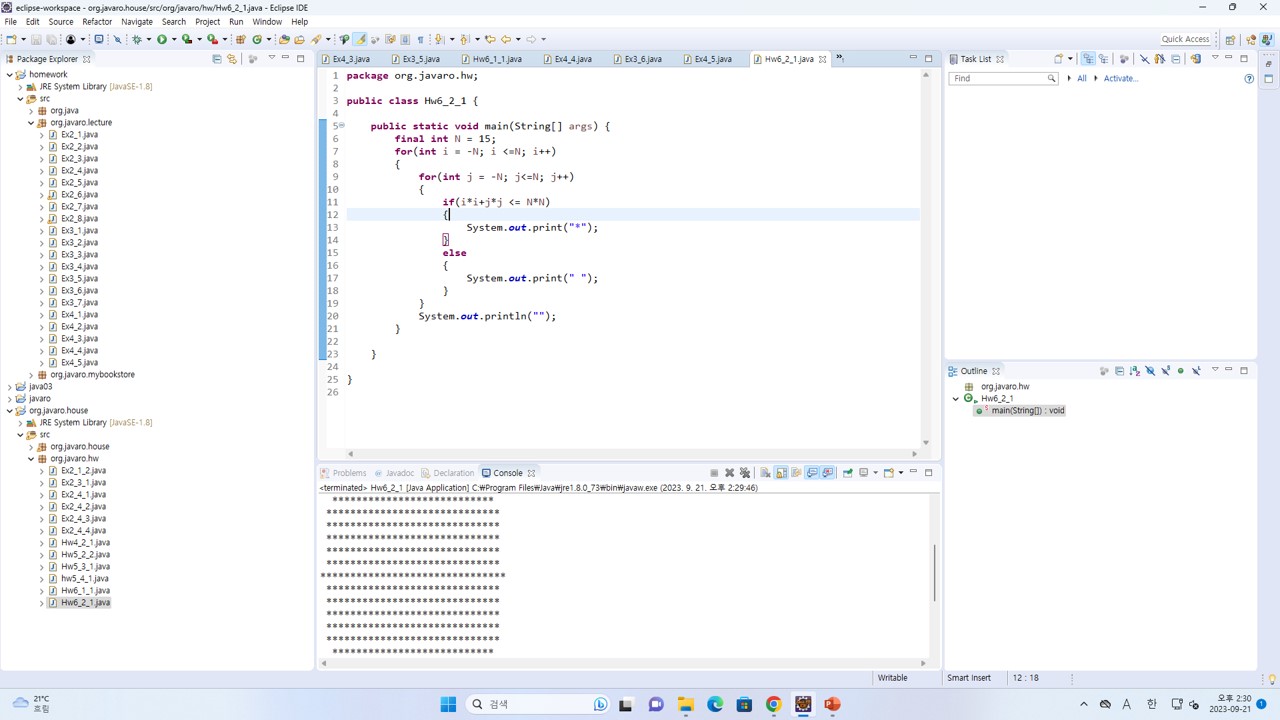 eclipse-workspace - org.javaro.house/src/org/javaro/hw/Hw6_2_1.java - Eclipse IDE
File Edit Source Refactor Navigate Search Project Run Window Help
Quick Access
Package Explorer
homework
JRE System Library [JavaSE-1.8]
src
org.java
org.javaro.lecture
Ex2_1.java
Ex2_2.java
Ex2_3.java
Ex2_4.java
Ex2_5.java
Ex2_6.java
Ex2_7.java
Ex2_8.java
Ex3_1.java
Ex3_2.java
Ex3_3.java
Ex3_4.java
Ex3_5.java
Ex3_6.java
Ex3_7.java
Ex4_1.java
Ex4_2.java
Ex4_3.java
Ex4_4.java
Ex4_5.java
org.javaro.mybookstore
java03
javaro
org.javaro.house
JRE System Library [JavaSE-1.8]
src
org.javaro.house
org.javaro.hw
Ex2_1_2.java
Ex2_3_1.java
Ex2_4_1.java
Ex2_4_2.java
Ex2_4_3.java
Ex2_4_4.java
Hw4_2_1.java
Hw5_2_2.java
Hw5_3_1.java
hw5_4_1.java
Hw6_1_1.java
Hw6_2_1.java
Ex4_3.java Ex3_5.java Hw6_1_1.java Ex4_4.java Ex3_6.java Ex4_5.java Hw6_2_1.java
1 package org.javaro.hw;
2
3 public class Hw6_2_1 {
4
5 public static void main(String[] args) {
6 final int N = 15;
7 for(int i = -N; i <=N; i++)
8 {
9 for(int j = -N; j<=N; j++)
10 {
11 if(i*i+j*j <= N*N)
12 {
13 System.out.print("*");
14 }
15 else
16 {
17 System.out.print(" ");
18 }
19 }
20 System.out.println("");
21 }
22
23 }
24
25 }
26
Problems Javadoc Declaration Console
<terminated> Hw6_2_1 [Java Application] C:₩Program Files₩Java₩jre1.8.0_73₩bin₩javaw.exe (2023. 9. 21. 오후 2:29:46)
***************************
*****************************
*****************************
*****************************
*****************************
*****************************
*******************************
*****************************
*****************************
*****************************
*****************************
*****************************
***************************
Task List
Find All Activate...
Outline
org.javaro.hw
Hw6_2_1
main(String[]) : void
Writable Smart Insert 12 : 18
21℃
흐림
검색
A 한
오후 2:30
2023-09-21
1